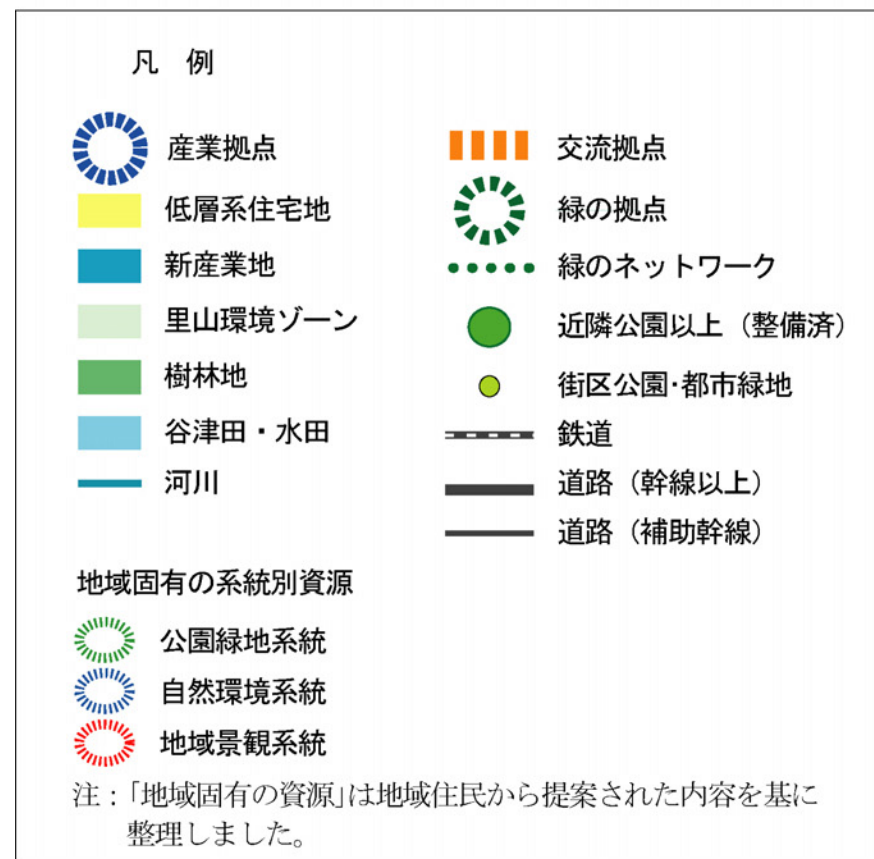 凡 例
産業拠点
低層系住宅地
新産業地
里山環境ゾーン
樹林地
谷津田・水田
河川
交流拠点
緑の拠点
緑のネットワーク
近隣公園以上（整備済）
街区公園・都市緑地
鉄道
道路（幹線以上）
道路（補助幹線）
地域固有の系統別資源
公園緑地系統
自然環境系統
地域景観系統
注：「地域固有の資源」は地域住民から提案された内容を基に
整理しました。